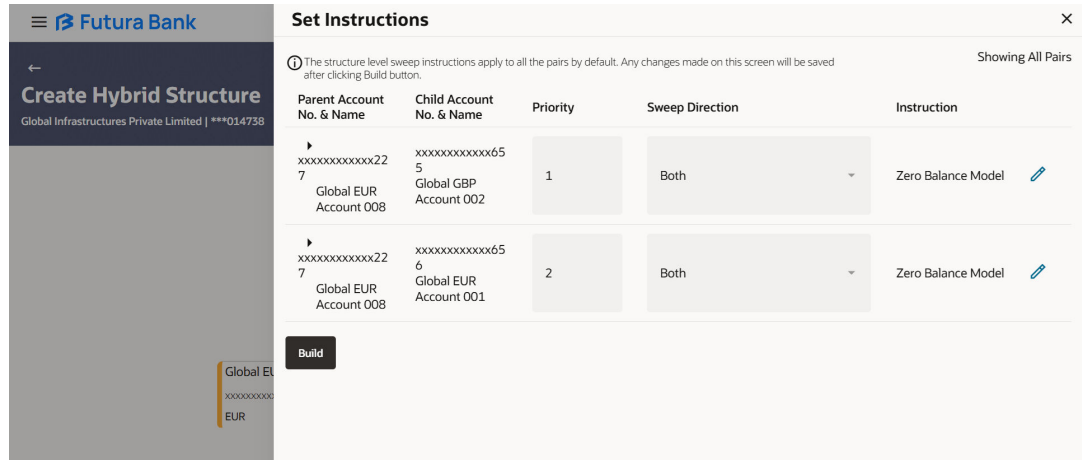 Futura Bank
←
Create Hybrid Structure
Global Infrastructures Private Limited | ***014738
Global EU
xxxxxxxxxx
EUR
Set Instructions
Showing All Pairs
The structure level sweep instructions apply to all the pairs by default. Any changes made on this screen will be saved
after clicking Build button.
Parent Account
No. & Name
Child Account
No. & Name
Priority
Sweep Direction
Instruction
xxxxxxxxxxxx22
7
Global EUR
Account 008
xxxxxxxxxxxx65
5
Global GBP
Account 002
1
Both
Zero Balance Model
xxxxxxxxxxxx22
7
Global EUR
Account 008
xxxxxxxxxxxx65
6
Global EUR
Account 001
2
Both
Zero Balance Model
Build